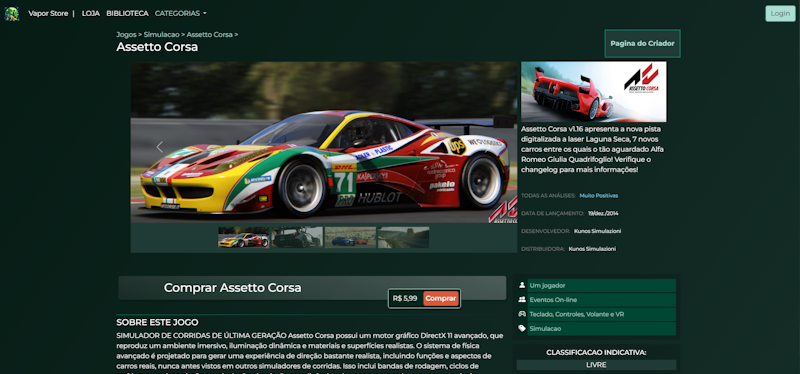 Vapor Store | LOJA BIBLIOTECA CATEGORIAS
Login
Jogos > Simulacao > Assetto Corsa >
Assetto Corsa
Pagina do Criador
ASSETTO CORSA
Assetto Corsa v1.16 apresenta a nova pista
digitalizada a laser Laguna Seca, 7 novos
carros entre os quais o tão aguardado Alfa
Romeo Giulia Quadrifoglio! Verifique o
changelog para mais informações!
TODAS AS ANÁLISES: Muito Positivas
DATA DE LANÇAMENTO: 19/dez./2014
DESENVOLVEDOR: Kunos Simulazioni
DISTRIBUIDORA: Kunos Simulazioni
ups
71
HUBLOT
pakelo
ASSETTO
Comprar Assetto Corsa
R$ 5,99 Comprar
Um jogador
Eventos On-line
Teclado, Controles, Volante e VR
Simulacao
CLASSIFICACAO INDICATIVA:
LIVRE
SOBRE ESTE JOGO
SIMULADOR DE CORRIDAS DE ÚLTIMA GERAÇÃO Assetto Corsa possui um motor gráfico DirectX 11 avançado, que
reproduz um ambiente imersivo, iluminação dinâmica e materiais e superfícies realistas. O sistema de física
avançado é projetado para gerar uma experiência de direção bastante realista, incluindo funções e aspectos de
carros reais, nunca antes vistos em outros simuladores de corridas. Isso inclui bandas de rodagem, ciclos de